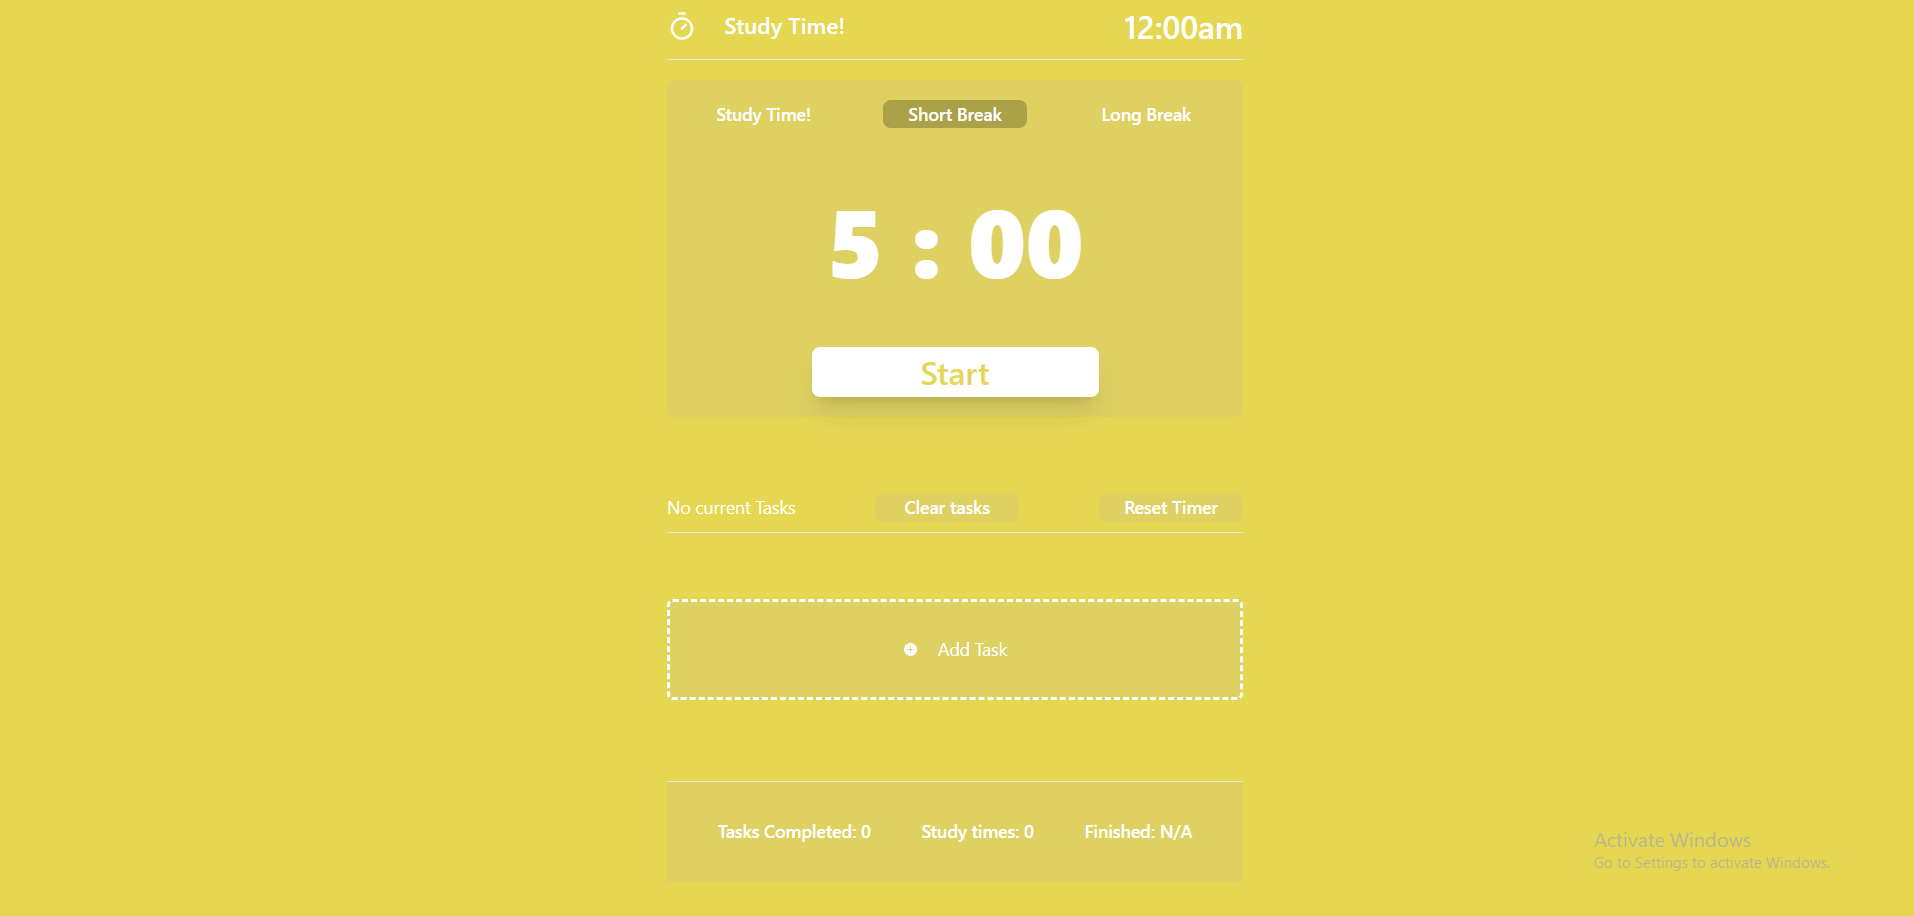 Study Time!
12:00am
Study Time!
Short Break
Long Break
5 : 00
Start
No current Tasks
Clear tasks
Reset Timer
Add Task
Tasks Completed: 0
Study times: 0
Finished: N/A
Activate Windows
Go to Settings to activate Windows.